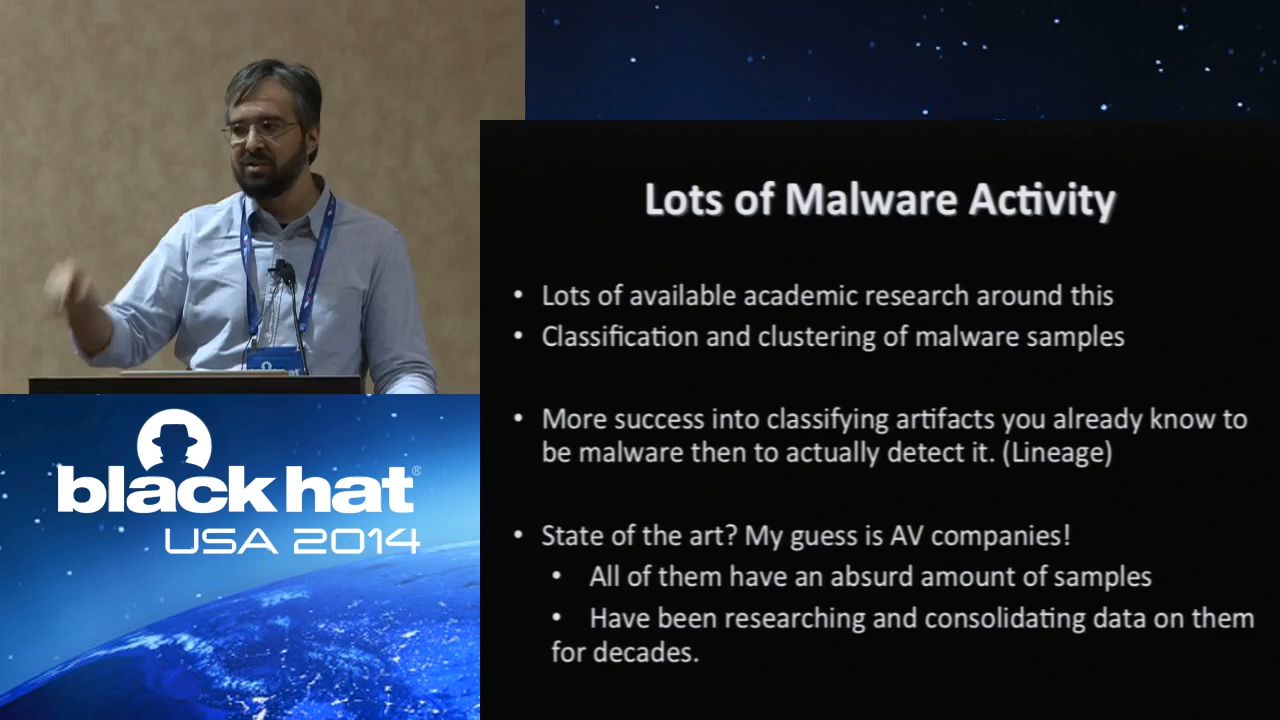 Lots of Malware Activity
• Lots of available academic research around this
• Classification and clustering of malware samples
• More success into classifying artifacts you already know to
be malware then to actually detect it. (Lineage)
• State of the art? My guess is AV companies!
• All of them have an absurd amount of samples
• Have been researching and consolidating data on them
for decades.
black hat®
USA 2014